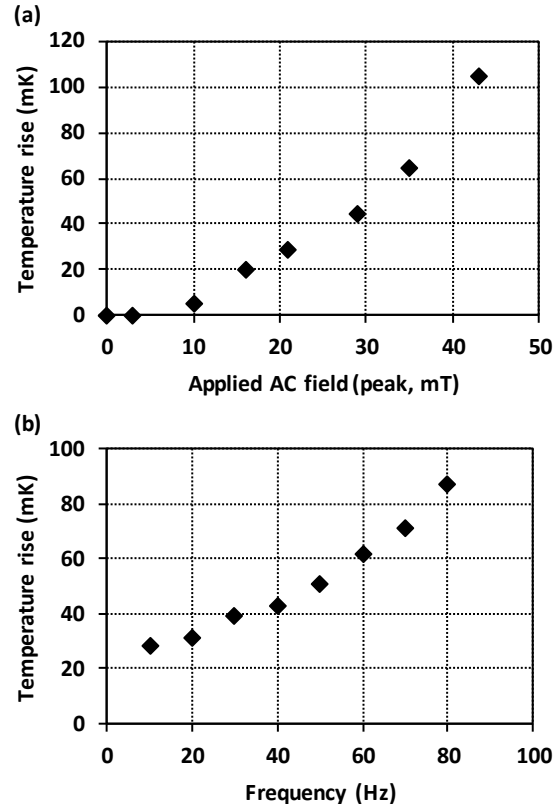 (a)
120
100
80
60
40
20
0
Temperature rise (mK)
0 10 20 30 40 50
Applied AC field (peak, mT)
(b)
100
80
60
40
20
0
Temperature rise (mK)
0 20 40 60 80 100
Frequency (Hz)